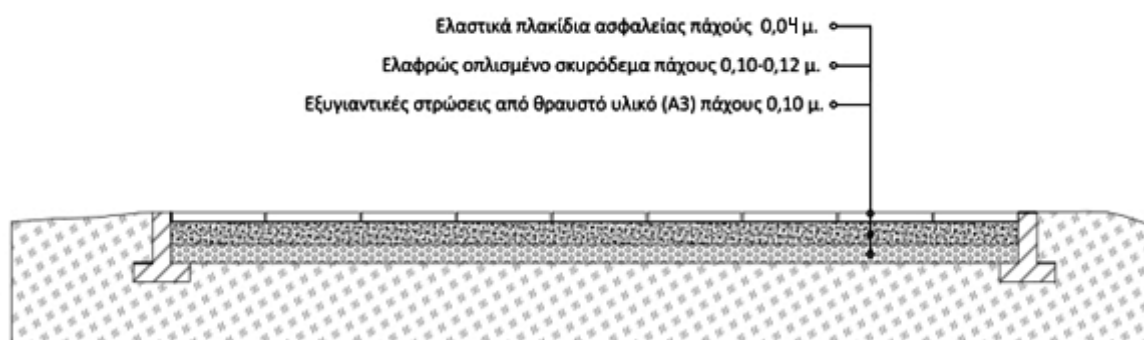 Ελαστικά πλακίδια ασφαλείας πάχούς 0,04 μ.
Ελαφρώς οπλισμένο σκυρόδεμα πάχους 0,10-0,12 μ.
Εξυγιαντικές στρώσεις από θραυστό υλικό (Α3) πάχους 0,10 μ.